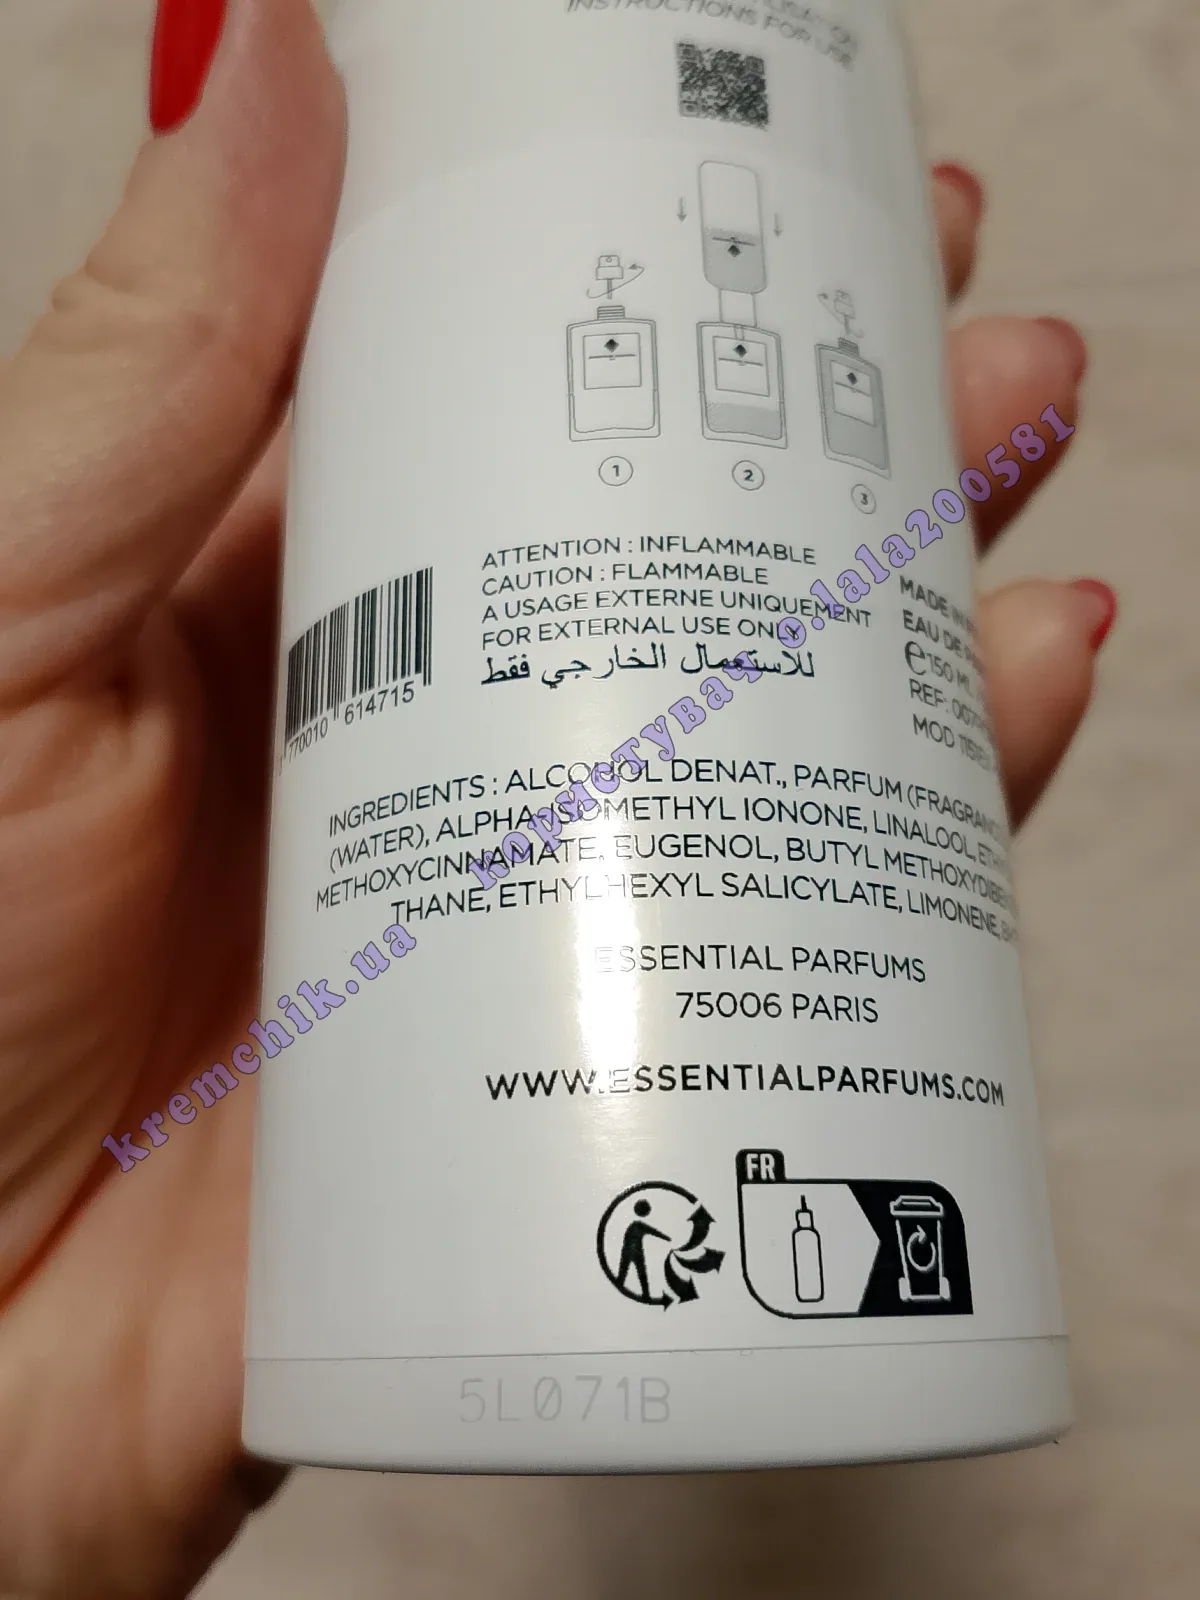 INSTRUCTIONS FOR USE
1
2
3
ATTENTION : INFLAMMABLE
CAUTION : FLAMMABLE
A USAGE EXTERNE UNIQUEMENT
FOR EXTERNAL USE ONLY
للاستعمال الخارجي فقط
770010 614715
MADE IN
EAU DE
℮150 ML
REF:
MOD
INGREDIENTS : ALCOHOL DENAT., PARFUM (FRAGRANCE
(WATER), ALPHA-ISOMETHYL IONONE, LINALOOL,
METHOXYCINNAMATE, EUGENOL, BUTYL
THANE, ETHYLHEXYL SALICYLATE, LIMONENE,
ESSENTIAL PARFUMS
75006 PARIS
WWW.ESSENTIALPARFUMS.COM
FR
5L071B
kremchik.ua
користувач o.lala200581